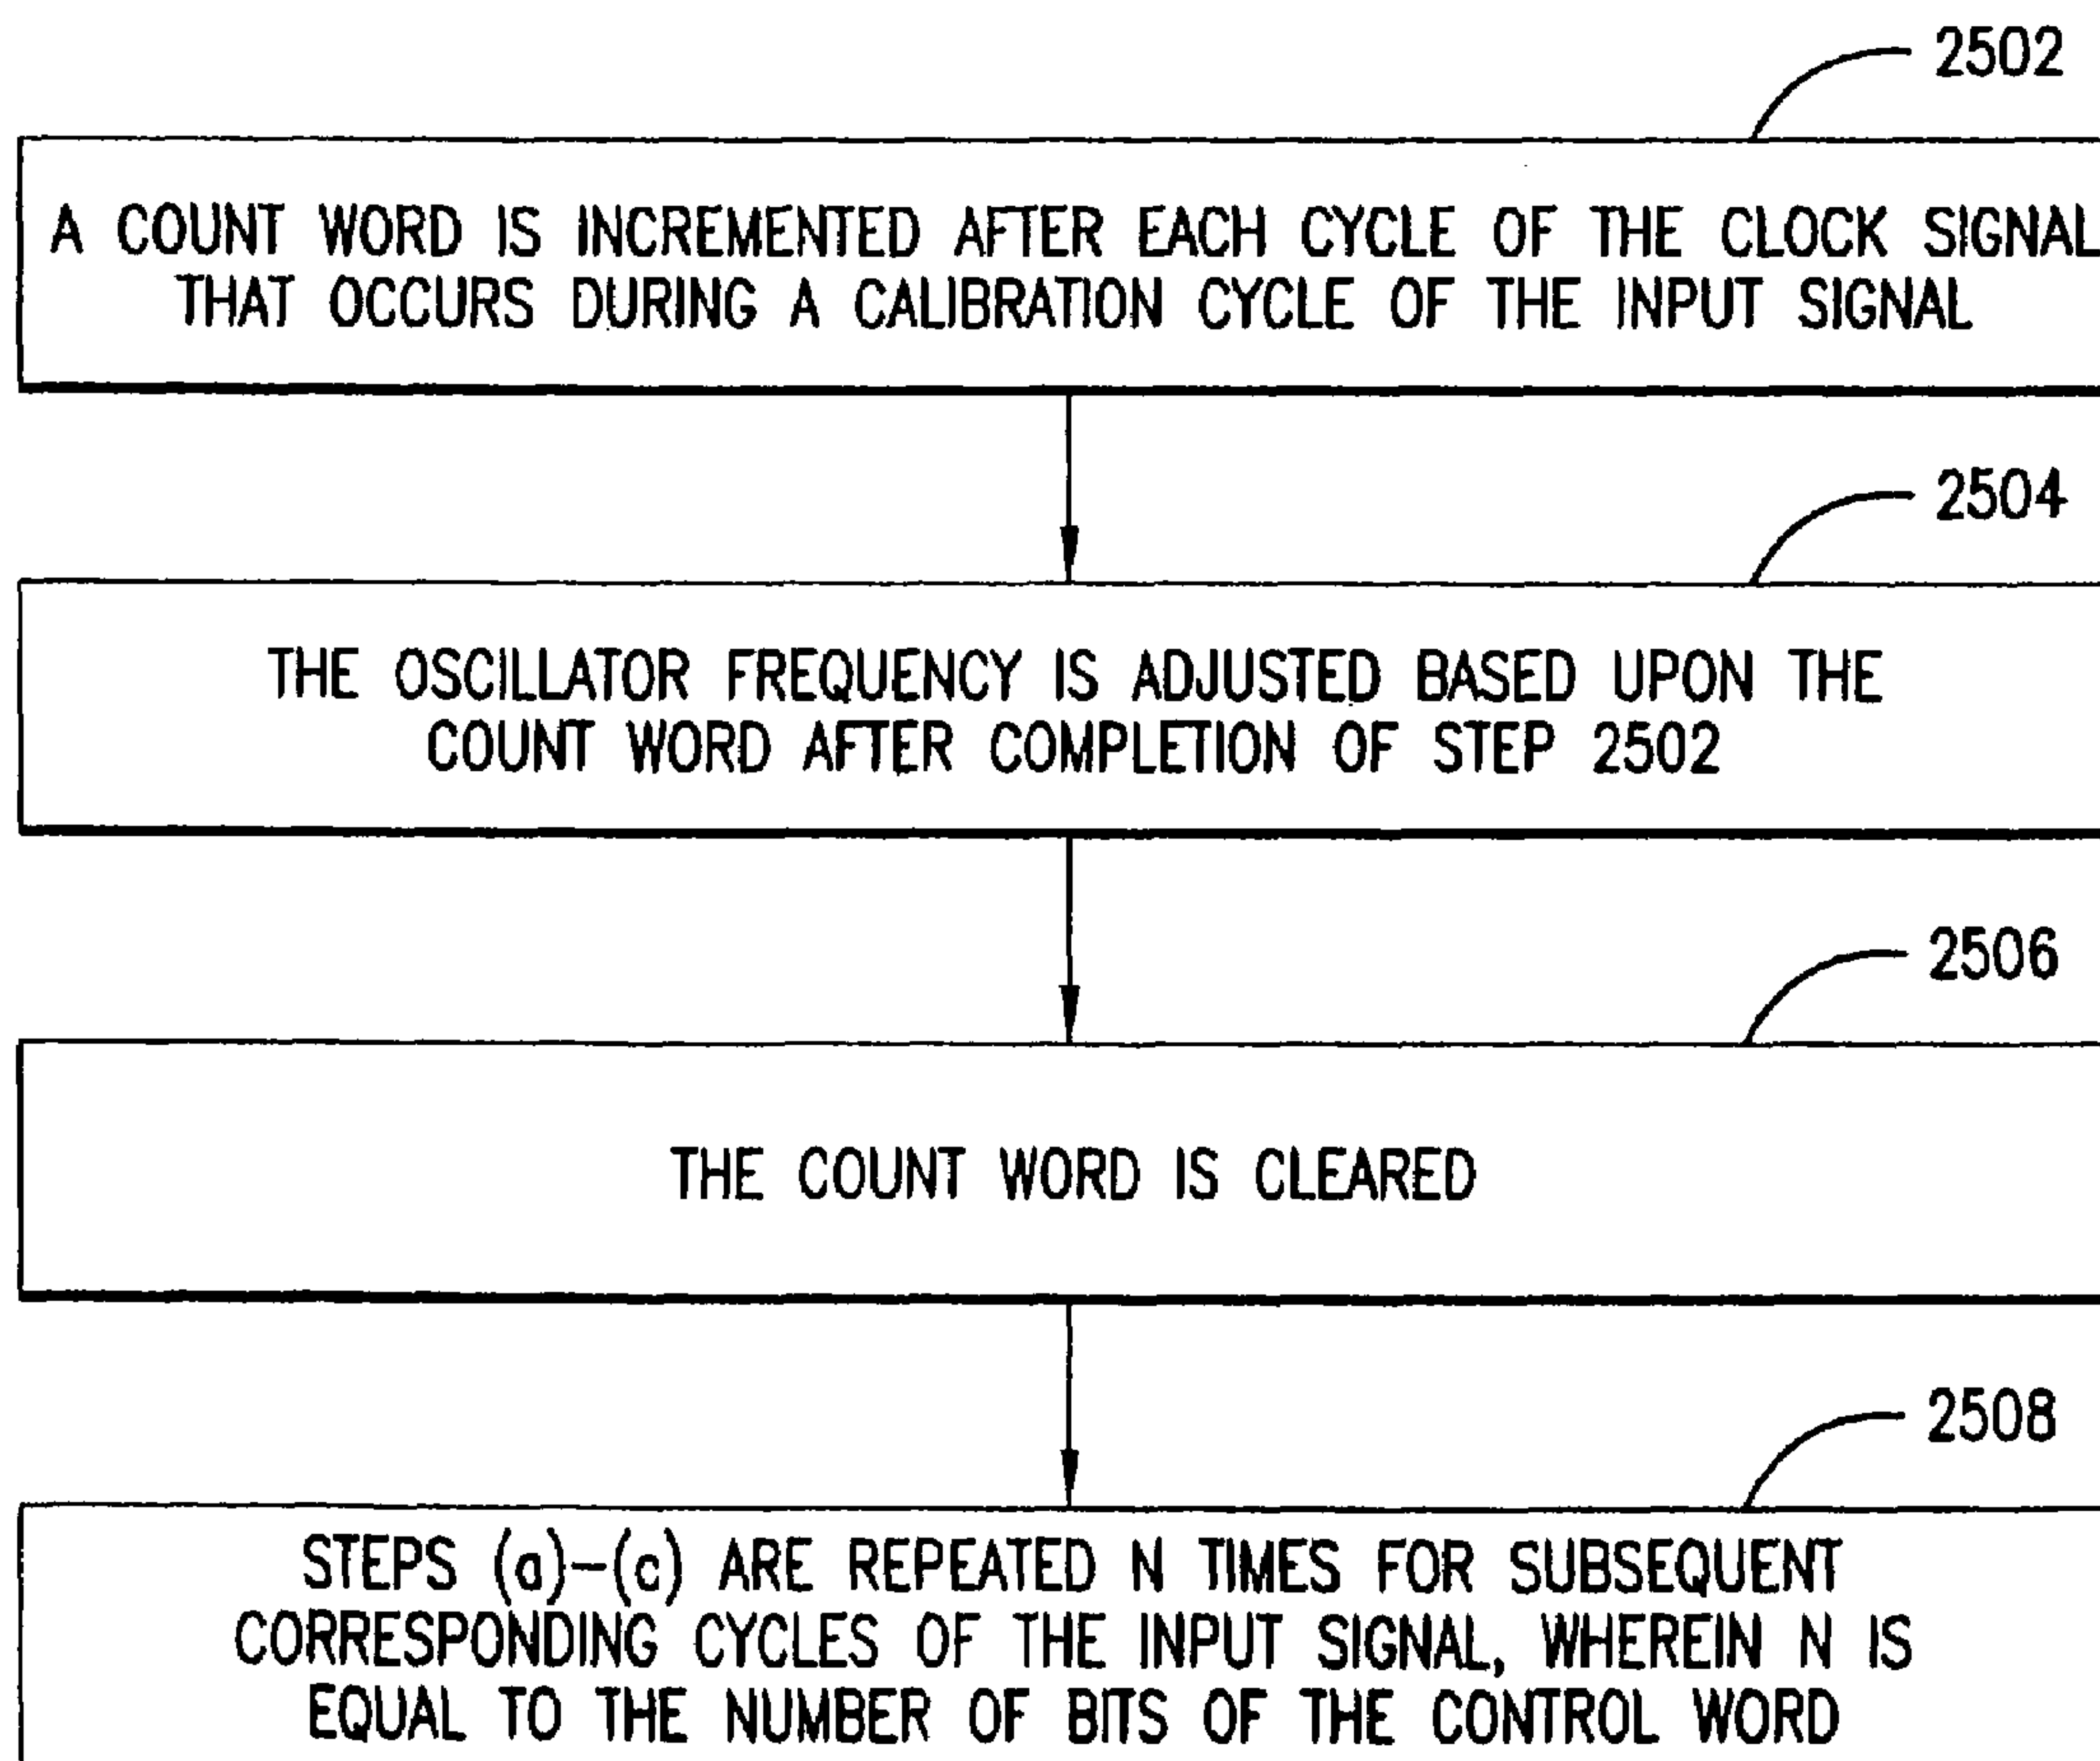 2502
A COUNT WORD IS INCREMENTED AFTER EACH CYCLE OF THE CLOCK SIGNAL
THAT OCCURS DURING A CALIBRATION CYCLE OF THE INPUT SIGNAL
2504
THE OSCILLATOR FREQUENCY IS ADJUSTED BASED UPON THE
COUNT WORD AFTER COMPLETION OF STEP 2502
2506
THE COUNT WORD IS CLEARED
2508
STEPS (a)-(c) ARE REPEATED N TIMES FOR SUBSEQUENT
CORRESPONDING CYCLES OF THE INPUT SIGNAL, WHEREIN N IS
EQUAL TO THE NUMBER OF BITS OF THE CONTROL WORD